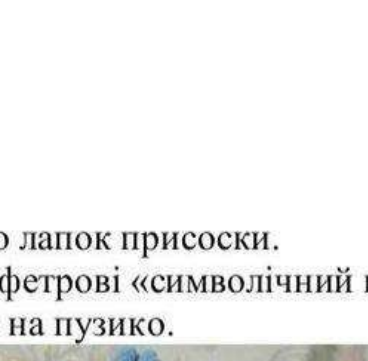 лапок присоски.
фетрові «символічний
на пузико.